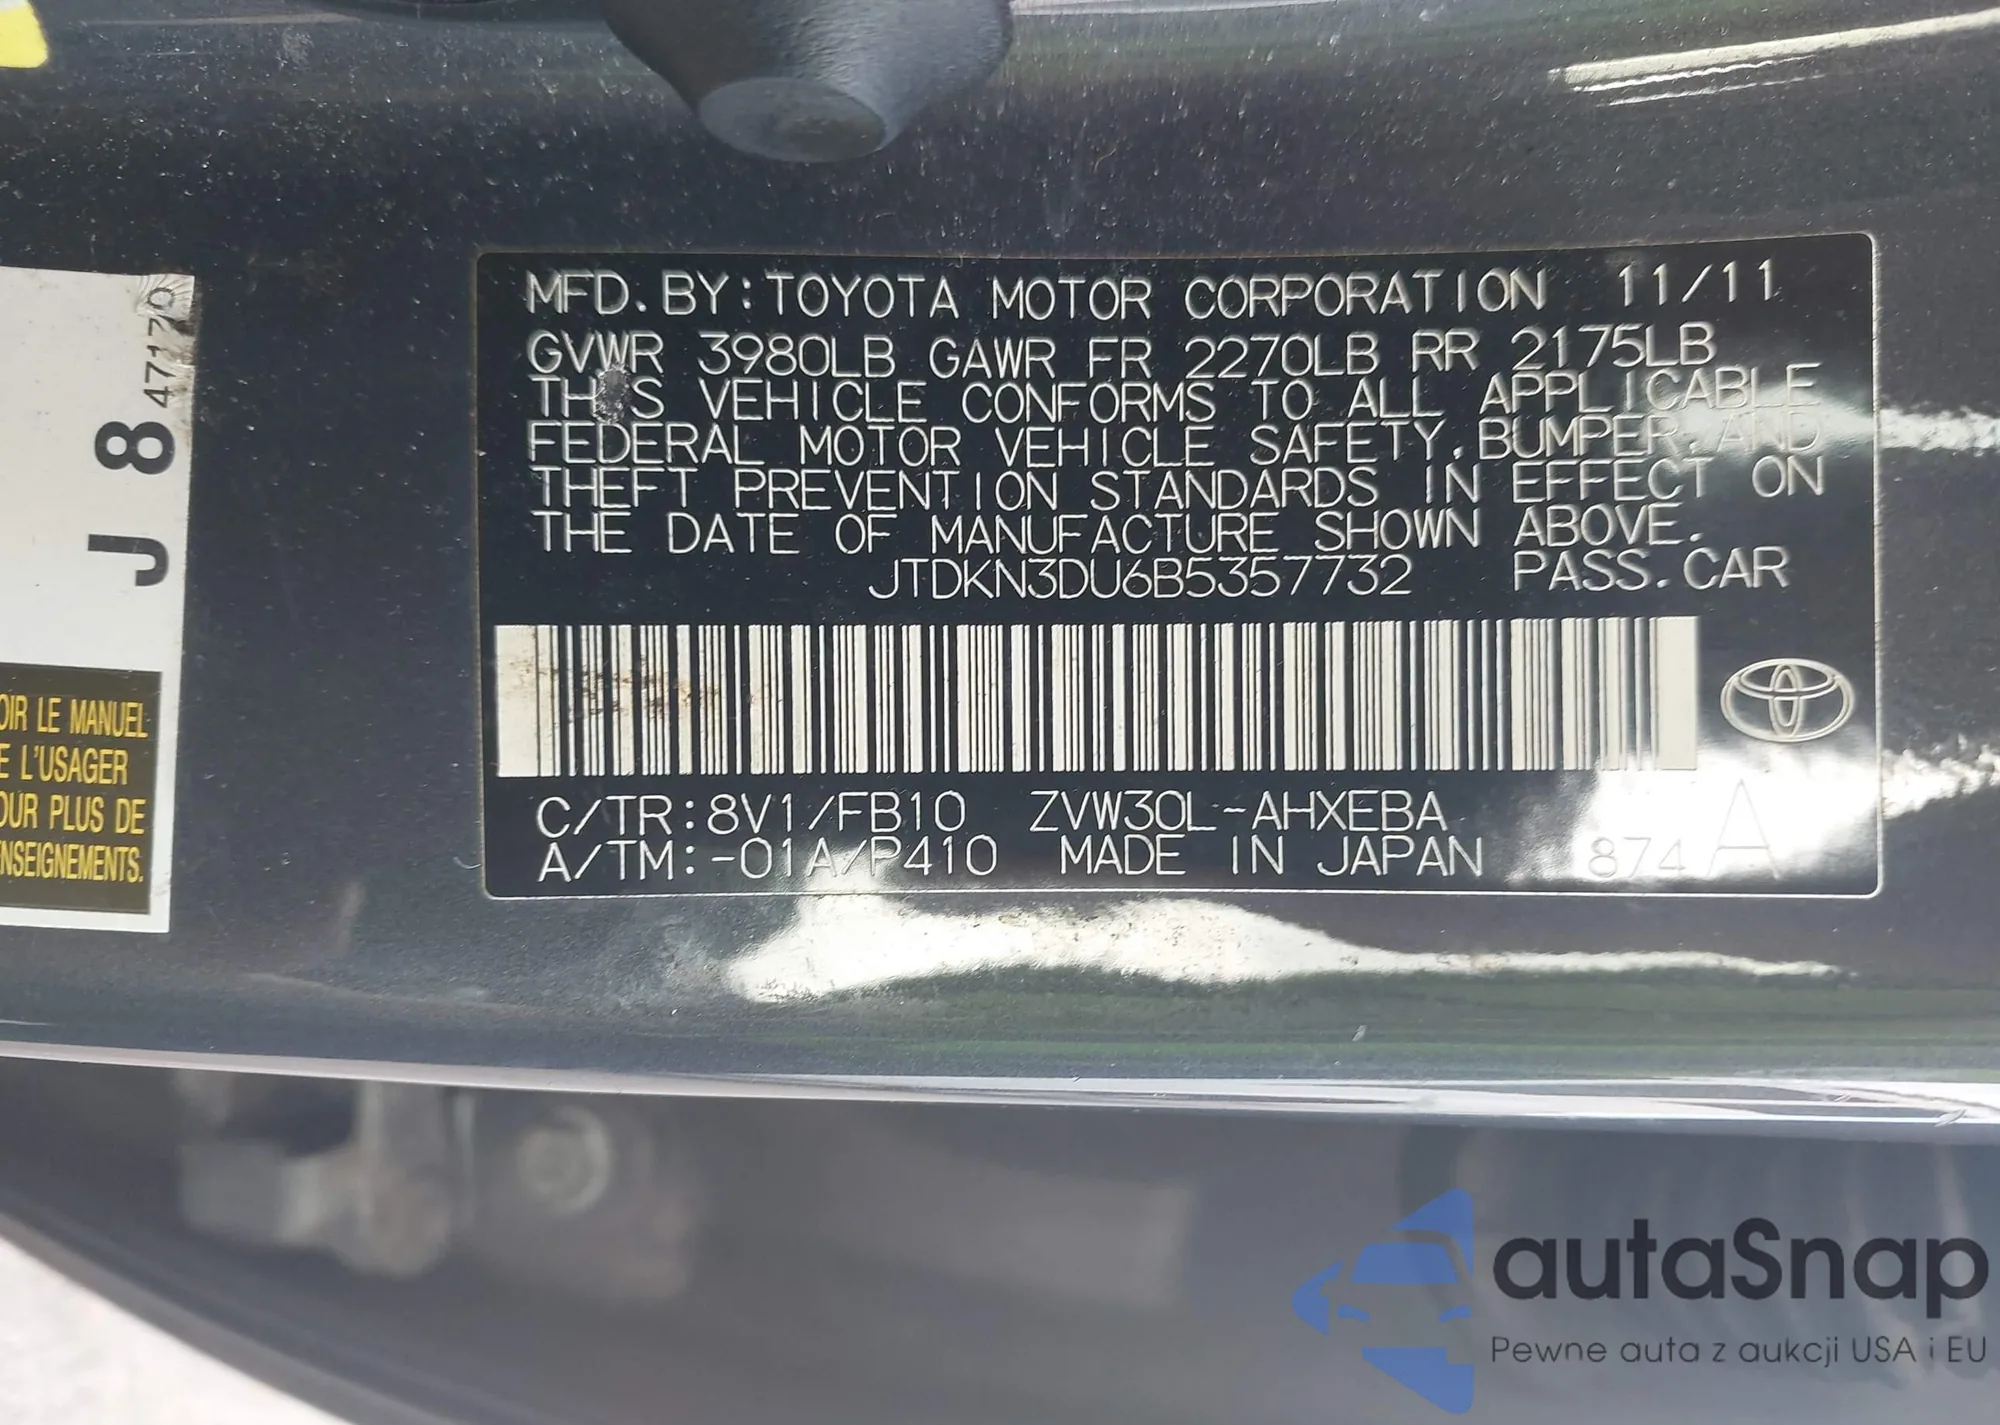 MFD. BY:TOYOTA MOTOR CORPORATION 11/11
GVWR 3980LB GAWR FR 2270LB RR 2175LB
THIS VEHICLE CONFORMS TO ALL APPLICABLE
FEDERAL MOTOR VEHICLE SAFETY, BUMPER, AND
THEFT PREVENTION STANDARDS IN EFFECT ON
THE DATE OF MANUFACTURE SHOWN ABOVE.
JTDKN3DU6B5357732 PASS. CAR
C/TR:8V1/FB10 ZVW30L-AHXEBA
A/TM:-01A/P410 MADE IN JAPAN 874 A
J 8 47170
OIR LE MANUEL
E L'USAGER
OUR PLUS DE
NSEIGNEMENTS.
autaSnap
Pewne auta z aukcji USA i EU